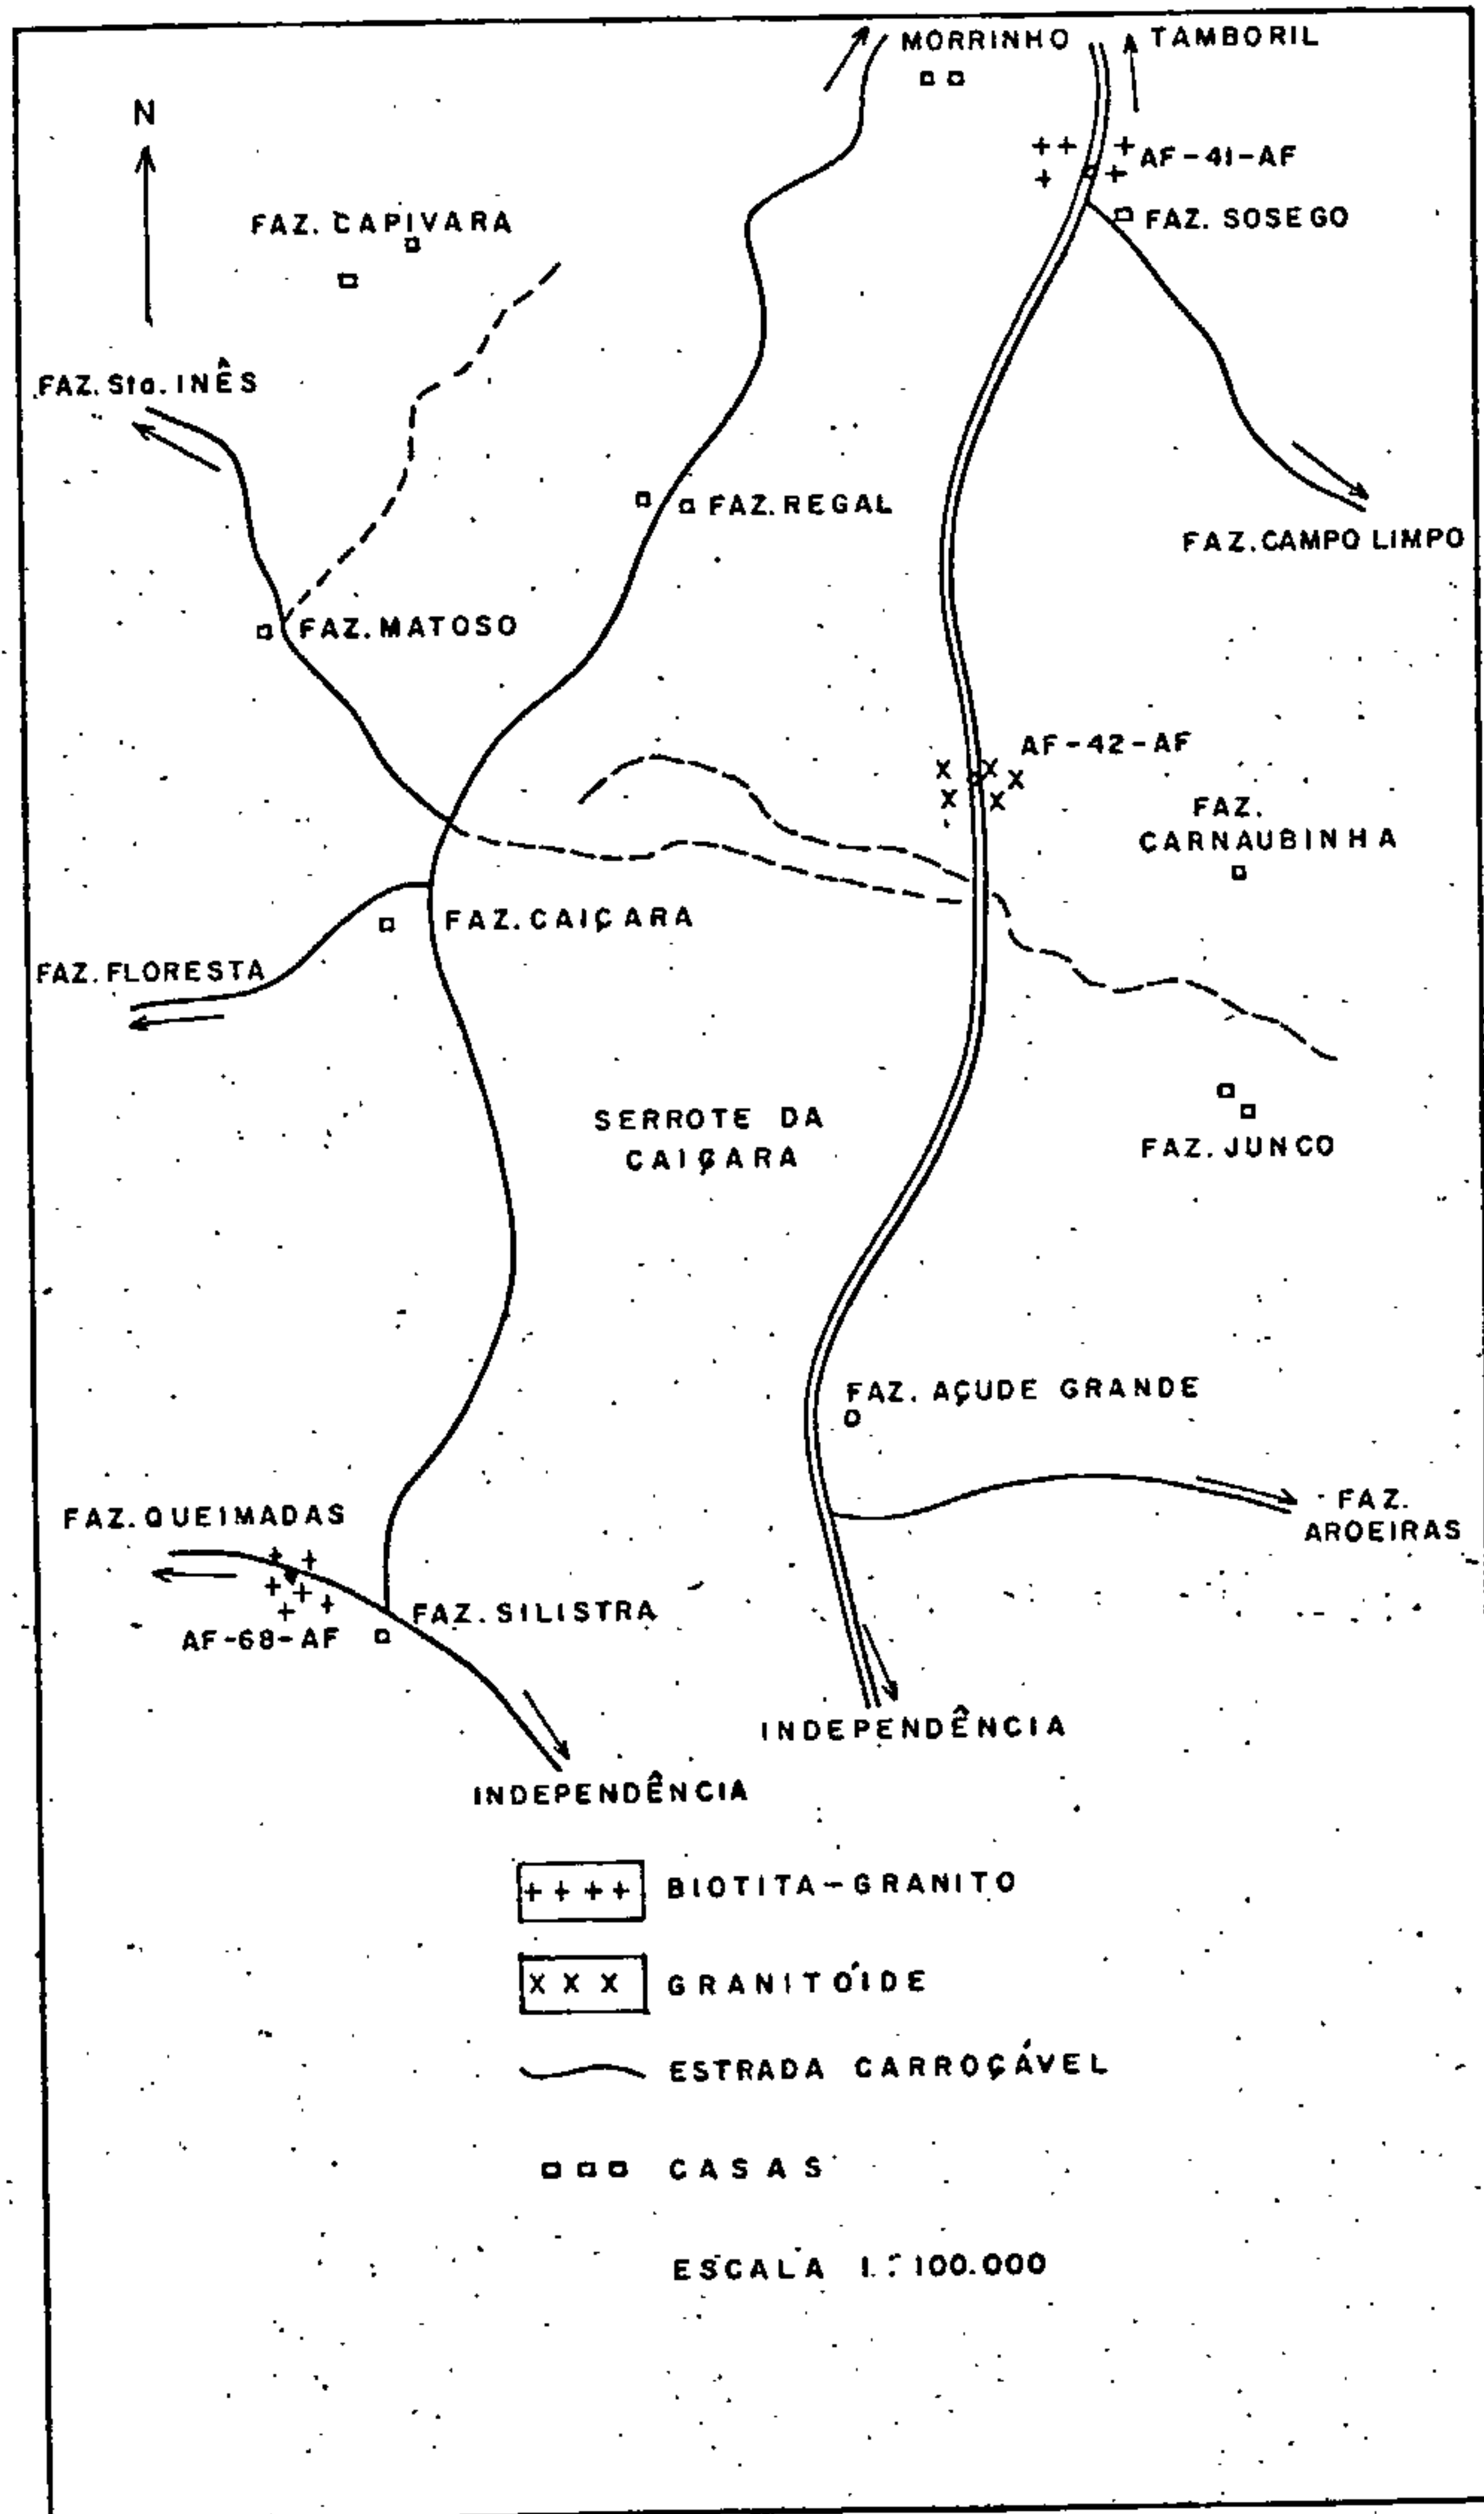 MORRINHO
TAMBORIL
N
AF-41-AF
FAZ. CAPIVARA
FAZ. SOSEGO
FAZ. Sta. INÊS
FAZ. REGAL
FAZ. CAMPO LIMPO
FAZ. MATOSO
AF-42-AF
FAZ.
CARNAUBINHA
FAZ. CAIÇARA
FAZ. FLORESTA
SERROTE DA
CAIÇARA
FAZ. JUNCO
FAZ. AÇUDE GRANDE
FAZ. QUEIMADAS
FAZ.
AROEIRAS
FAZ. SILISTRA
AF-68-AF
INDEPENDÊNCIA
INDEPENDÊNCIA
BIOTITA-GRANITO
GRANITÓIDE
ESTRADA CARROÇÁVEL
CASAS
ESCALA 1:100.000